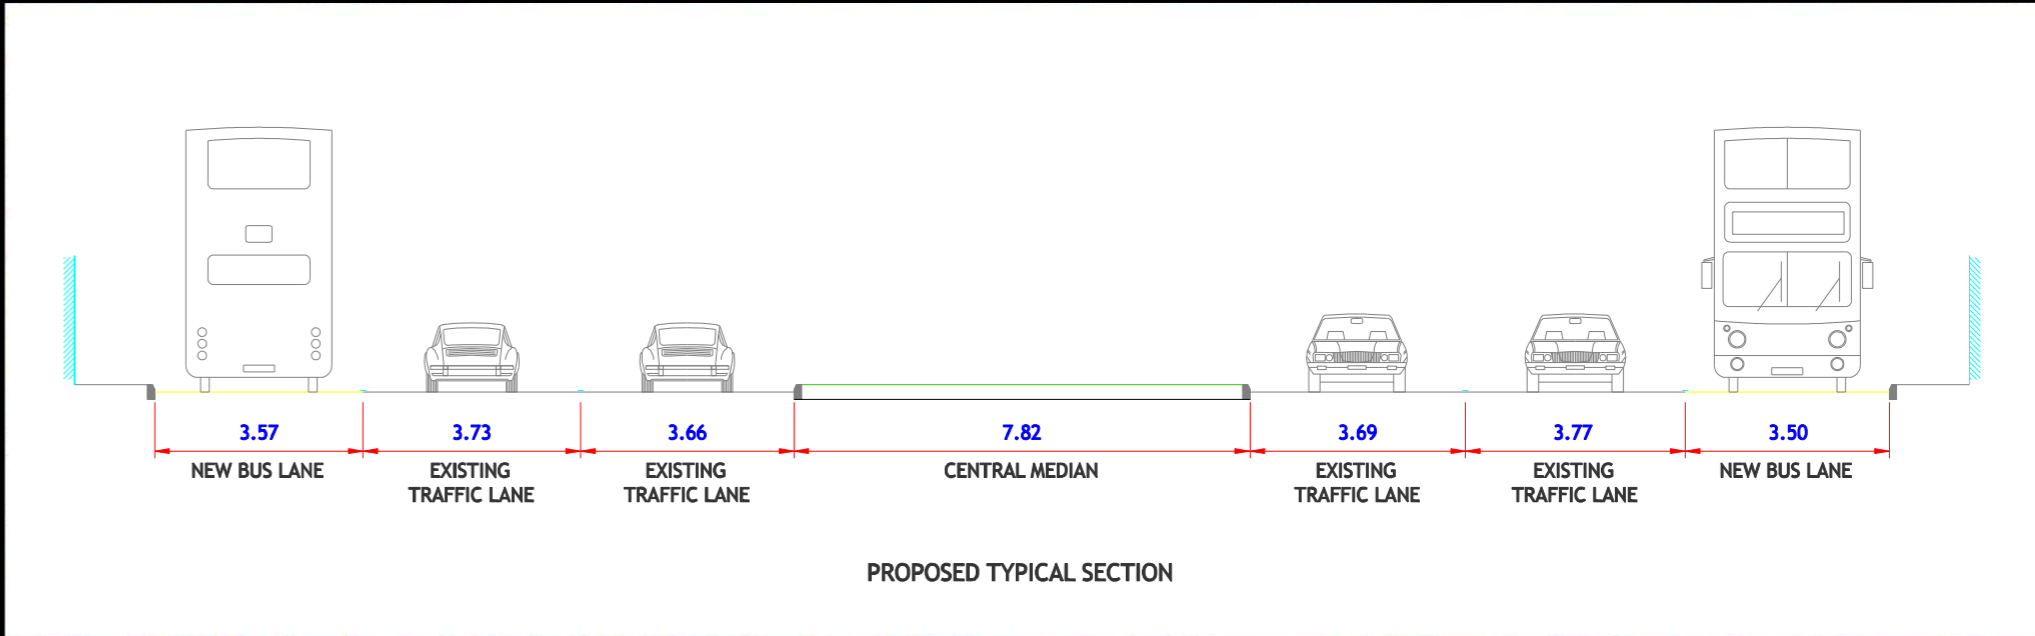 3.57 3.73 3.66 7.82 3.69 3.77 3.50
NEW BUS LANE EXISTING EXISTING CENTRAL MEDIAN EXISTING EXISTING NEW BUS LANE
TRAFFIC LANE TRAFFIC LANE TRAFFIC LANE TRAFFIC LANE
PROPOSED TYPICAL SECTION